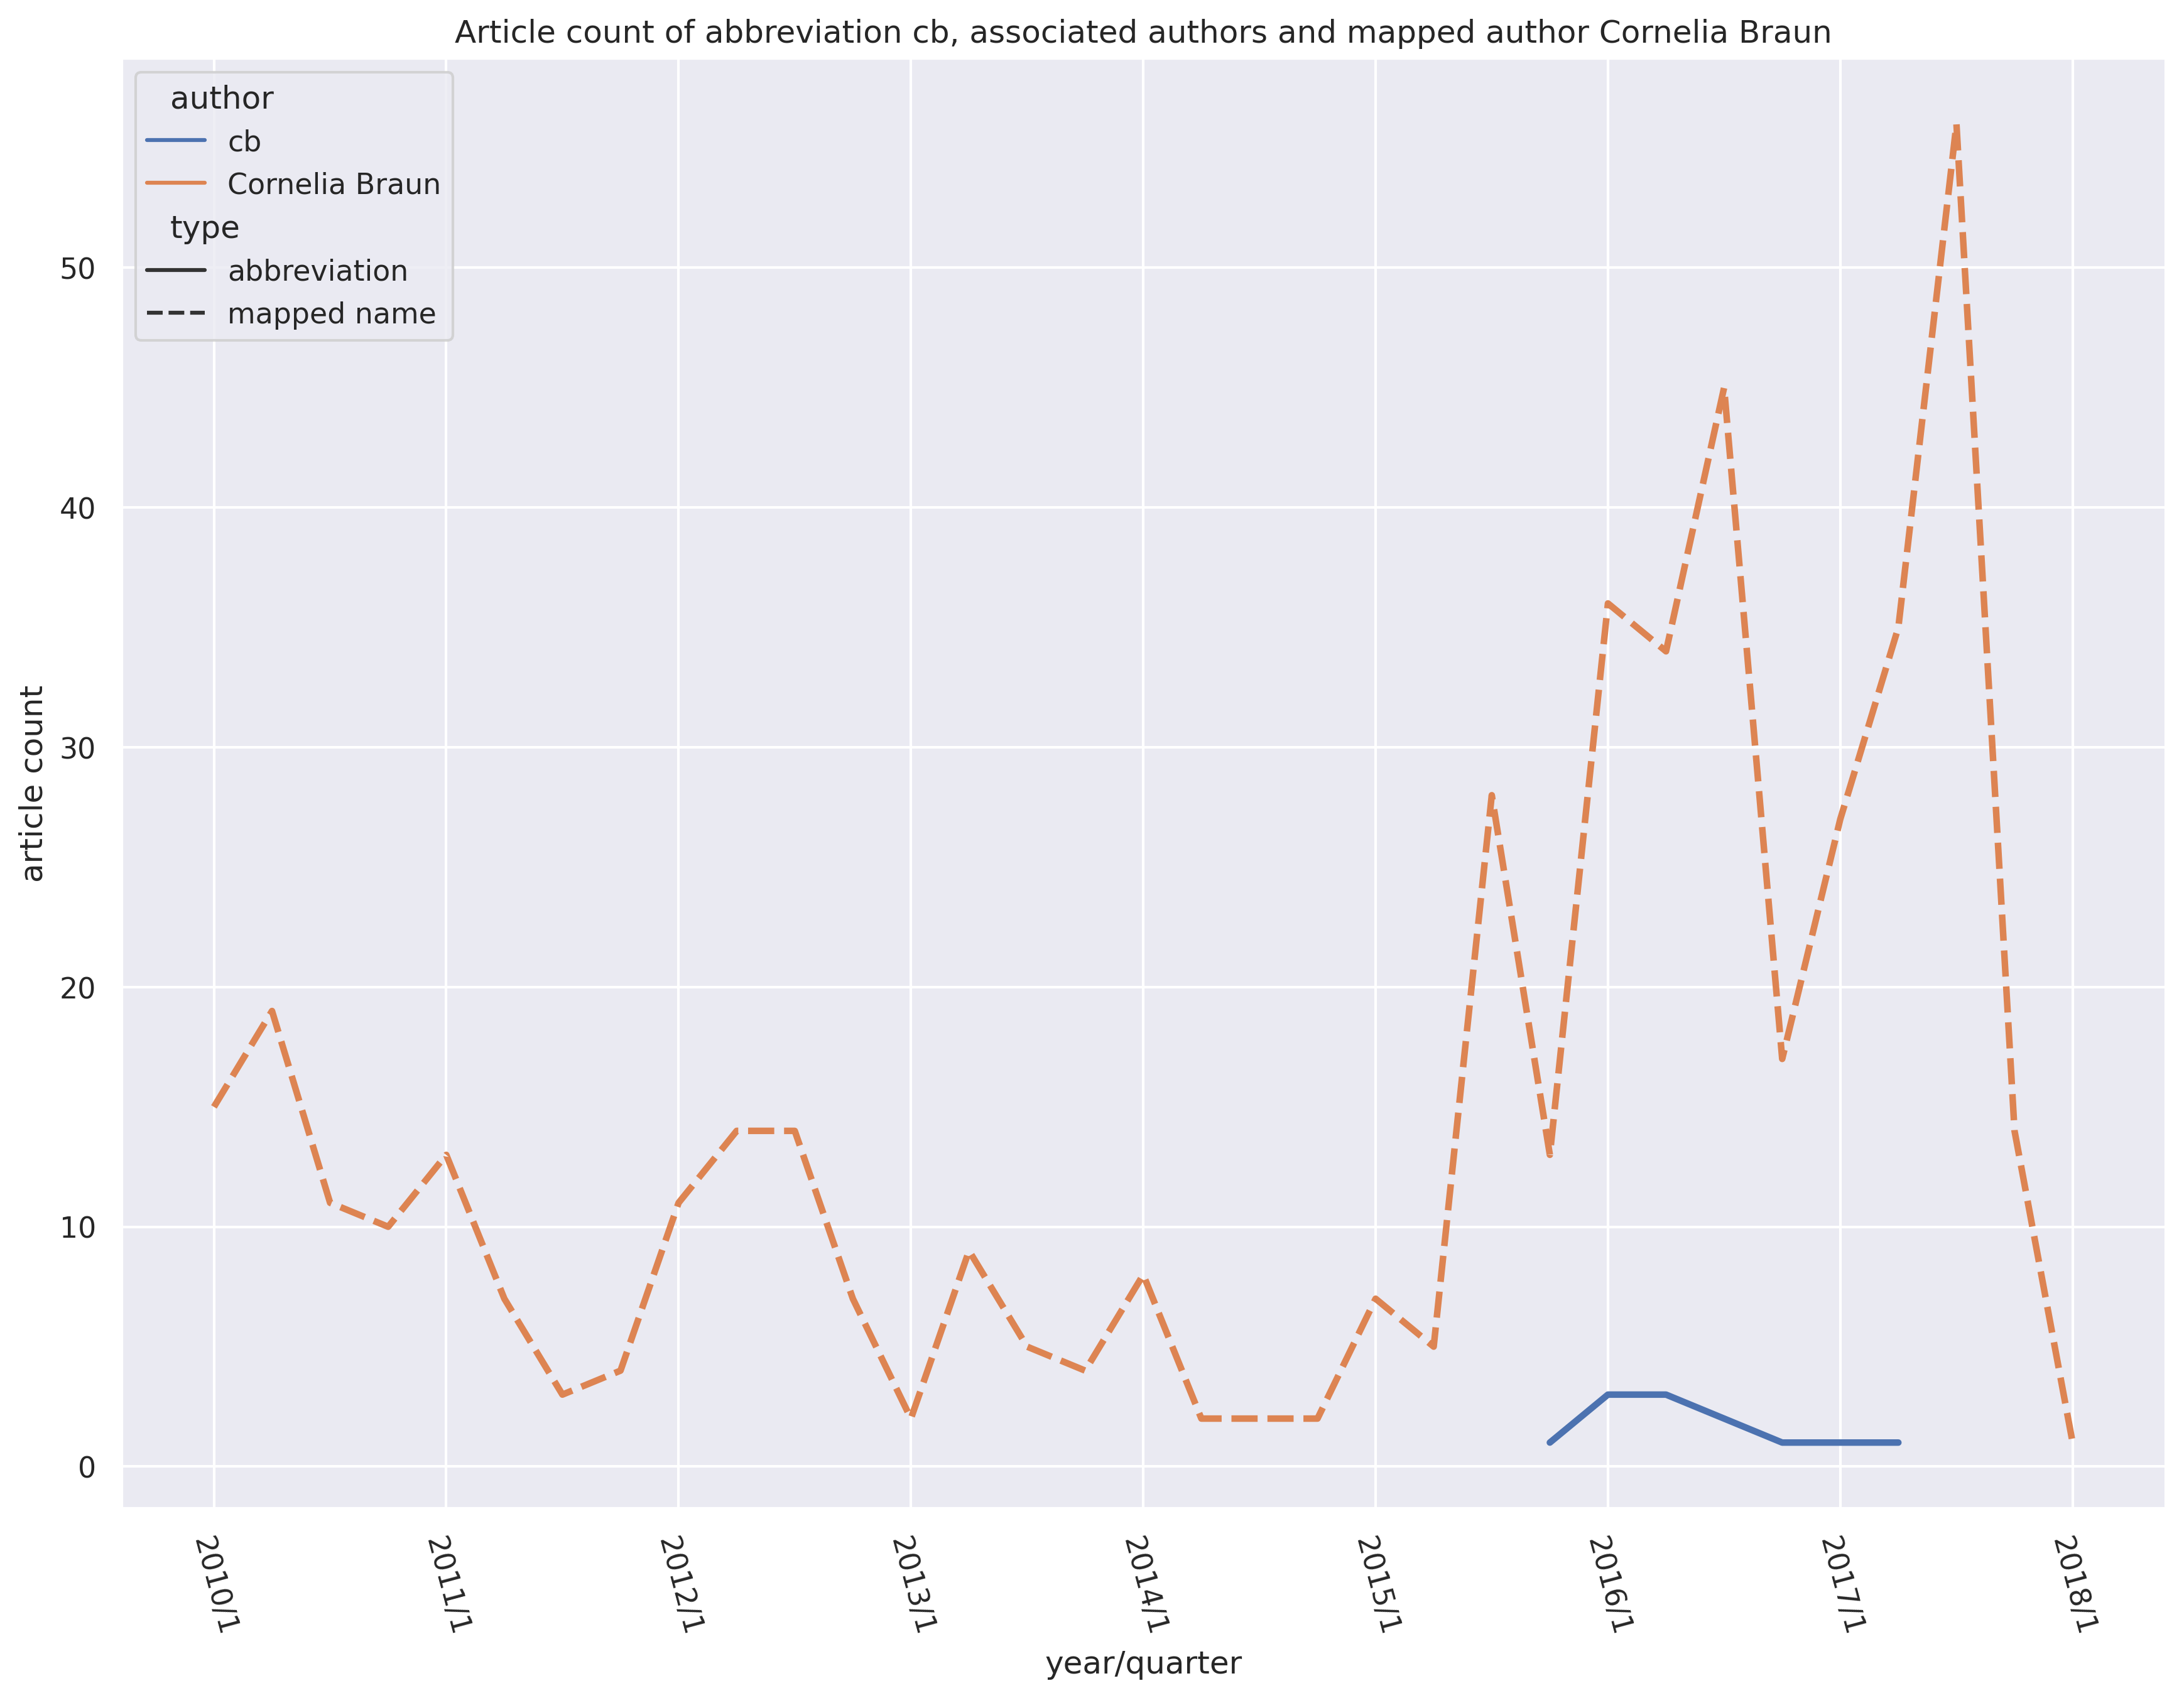 Article count of abbreviation cb, associated authors and mapped author Cornelia Braun
author
cb
Cornelia Braun
type
abbreviation
mapped name
article count
50
40
30
20
10
0
2010/1
2011/1
2012/1
2013/1
2014/1
2015/1
2016/1
2017/1
2018/1
year/quarter